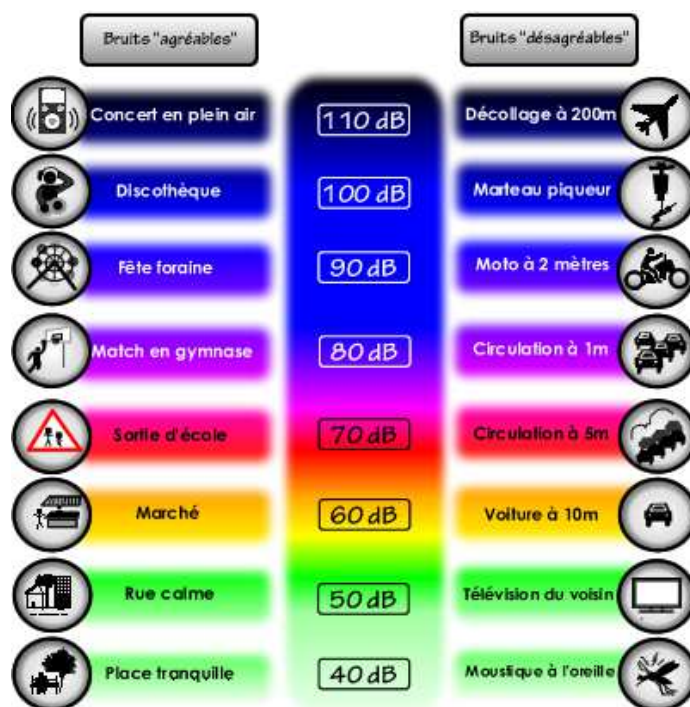 Bruits "agréables"
Bruits "désagréables"
Concert en plein air
110 dB
Décollage à 200m
Discothèque
100 dB
Marteau piqueur
Fête foraine
90 dB
Moto à 2 mètres
Match en gymnase
80 dB
Circulation à 1m
Sortie d'école
70 dB
Circulation à 5m
Marché
60 dB
Voiture à 10m
Rue calme
50 dB
Télévision du voisin
Place tranquille
40 dB
Moustique à l'oreille